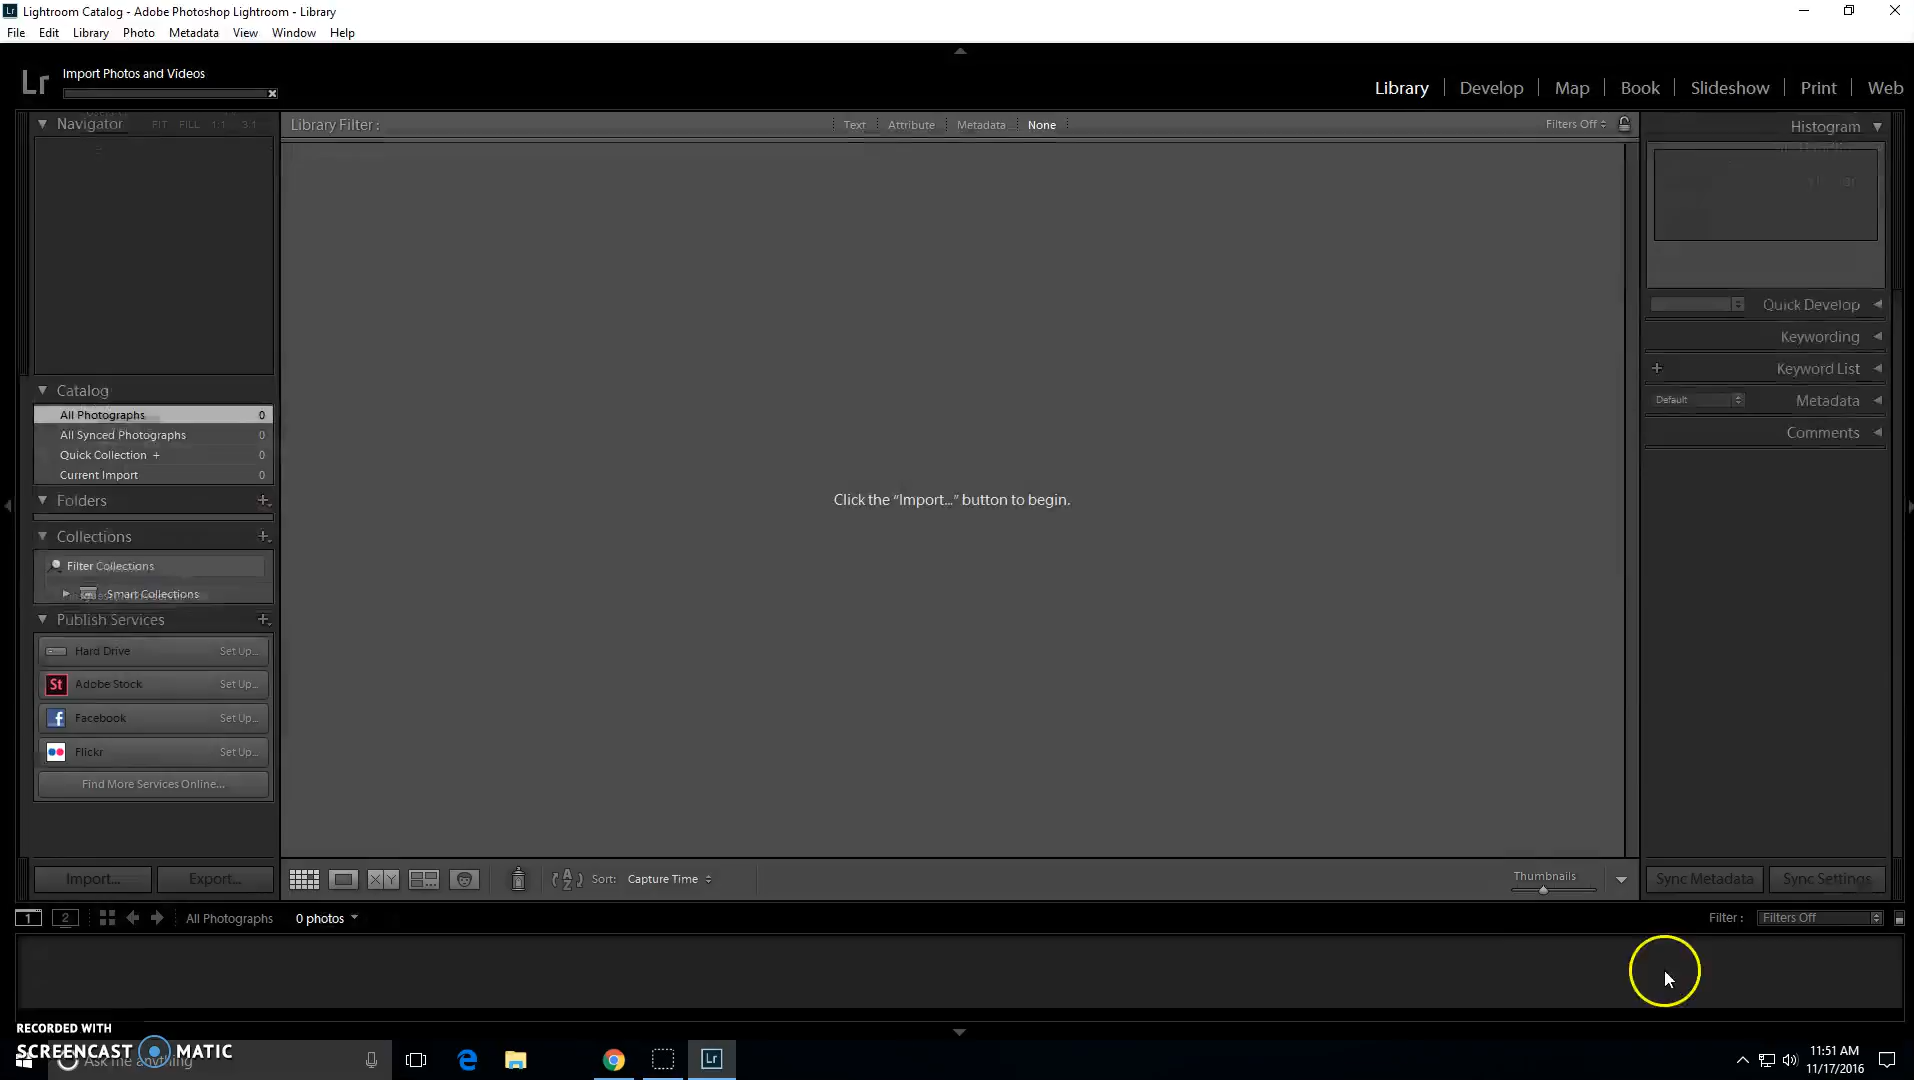 Lightroom Catalog - Adobe Photoshop Lightroom - Library
File Edit Library Photo Metadata View Window Help
Lr
Import Photos and Videos
Library Develop Map Book Slideshow Print Web
Navigator FIT FILL 1:1 3:1
Library Filter : Text Attribute Metadata None Filters Off
Histogram
Quick Develop
Keywording
Catalog
Keyword List
All Photographs 0
Default Metadata
All Synced Photographs 0
Comments
Quick Collection + 0
Current Import 0
Folders
Click the “Import...” button to begin.
Collections
Filter Collections
Smart Collections
Publish Services
Hard Drive Set Up...
St Adobe Stock Set Up...
f Facebook Set Up...
Flickr Set Up...
Find More Services Online...
Import... Export...
XY
A Z Sort: Capture Time
Thumbnails
Sync Metadata Sync Settings
1 2 All Photographs 0 photos
Filter : Filters Off
RECORDED WITH
SCREENCAST MATIC
Ask me anything
Lr
11:51 AM
11/17/2016